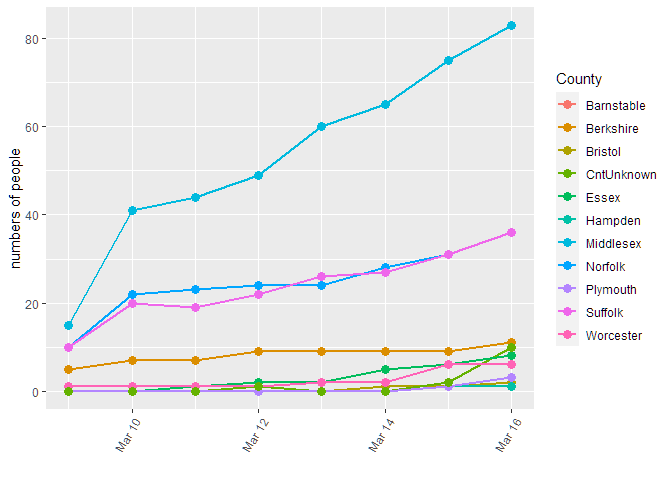 80
60
40
20
0
numbers of people
Mar 10
Mar 12
Mar 14
Mar 16
County
Barnstable
Berkshire
Bristol
CntUnknown
Essex
Hampden
Middlesex
Norfolk
Plymouth
Suffolk
Worcester